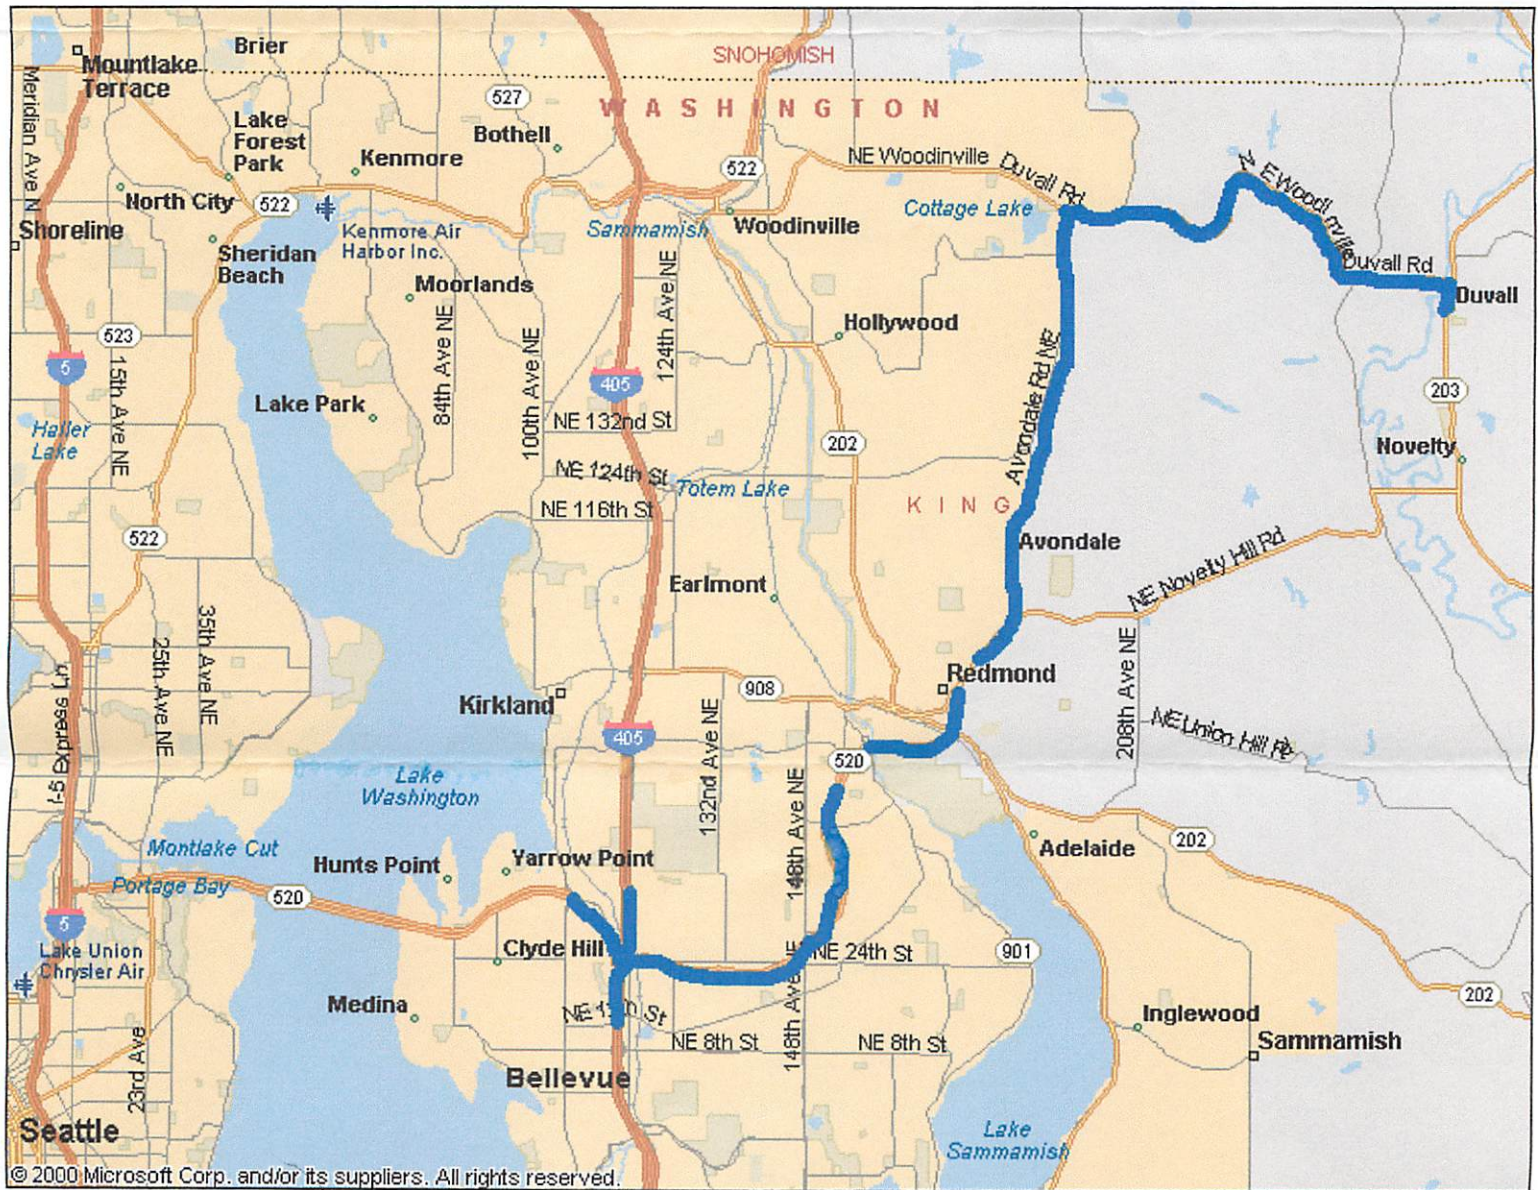 Brier
SNOHOMISH
Mountlake
Terrace
Meridian Ave N
527
WASHINGTON
Lake
Forest
Park
Bothell
Kenmore
522
NE Woodinville Duvall Rd
NE Woodinville
Duvall Rd
North City
522
Cottage Lake
Shoreline
Kenmore Air
Harbor Inc.
Sammamish
Woodinville
Sheridan
Beach
Moorlands
124th Ave NE
Duvall
Hollywood
523
84th Ave NE
100th Ave NE
5
15th Ave NE
405
Avondale Rd NE
203
Lake Park
NE 132nd St
Haller
Lake
202
Novelty
NE 124th St
Totem Lake
KING
NE 116th St
522
Avondale
NE Novelty Hill Rd
Earlmont
35th Ave NE
25th Ave NE
208th Ave NE
I-5 Express Ln
Redmond
908
Kirkland
132nd Ave NE
NE Union Hill Rd
405
520
Lake
Washington
148th Ave NE
Montlake Cut
Hunts Point
Yarrow Point
Adelaide
202
Portage Bay
520
5
Lake Union
Chrysler Air
Clyde Hill
NE 24th St
901
148th Ave NE
Medina
202
Inglewood
23rd Ave
NE 8th St
NE 8th St
Sammamish
Bellevue
Seattle
Lake
Sammamish
© 2000 Microsoft Corp. and/or its suppliers. All rights reserved.